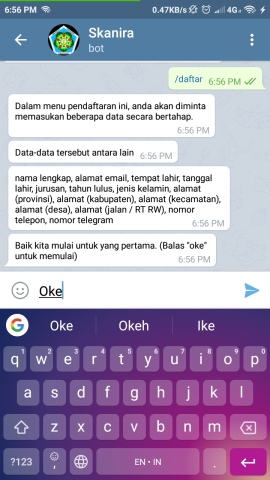 6:56 PM
0.47KB/s
4G
Skanira
bot
/daftar
6:56 PM
Dalam menu pendaftaran ini, anda akan diminta
memasukan beberapa data secara bertahap.
6:56 PM
Data-data tersebut antara lain
6:56 PM
nama lengkap, alamat email, tempat lahir, tanggal
lahir, jurusan, tahun lulus, jenis kelamin, alamat
(provinsi), alamat (kabupaten), alamat (kecamatan),
alamat (desa), alamat (jalan / RT RW), nomor
telepon, nomor telegram
6:56 PM
Baik kita mulai untuk yang pertama. (Balas "oke"
untuk memulai)
6:56 PM
Oke
G Oke Okeh Ike
q 1 w 2 e 3 r 4 t 5 y 6 u 7 i 8 o 9 p 0
a s d f g h j k l
z x c v b n m
?123 , EN • IN .